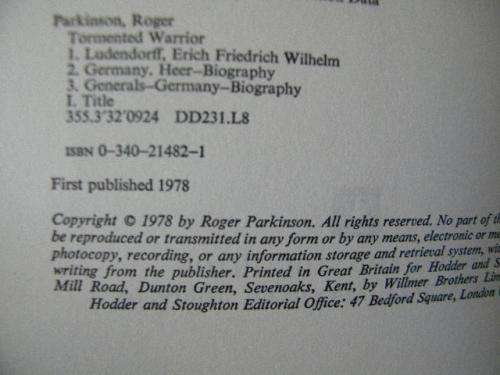 Data
Parkinson, Roger
Tormented Warrior
1. Ludendorff, Erich Friedrich Wilhelm
2. Germany. Heer–Biography
3. Generals–Germany–Biography
I. Title
355.3'32'0924 DD231.L8
ISBN 0–340–21482–1
First published 1978
Copyright © 1978 by Roger Parkinson. All rights reserved. No part of
be reproduced or transmitted in any form or by any means, electronic or
photocopy, recording, or any information storage and retrieval system,
writing from the publisher. Printed in Great Britain for Hodder and
Mill Road, Dunton Green, Sevenoaks, Kent, by Willmer Brothers
Hodder and Stoughton Editorial Office: 47 Bedford Square, London